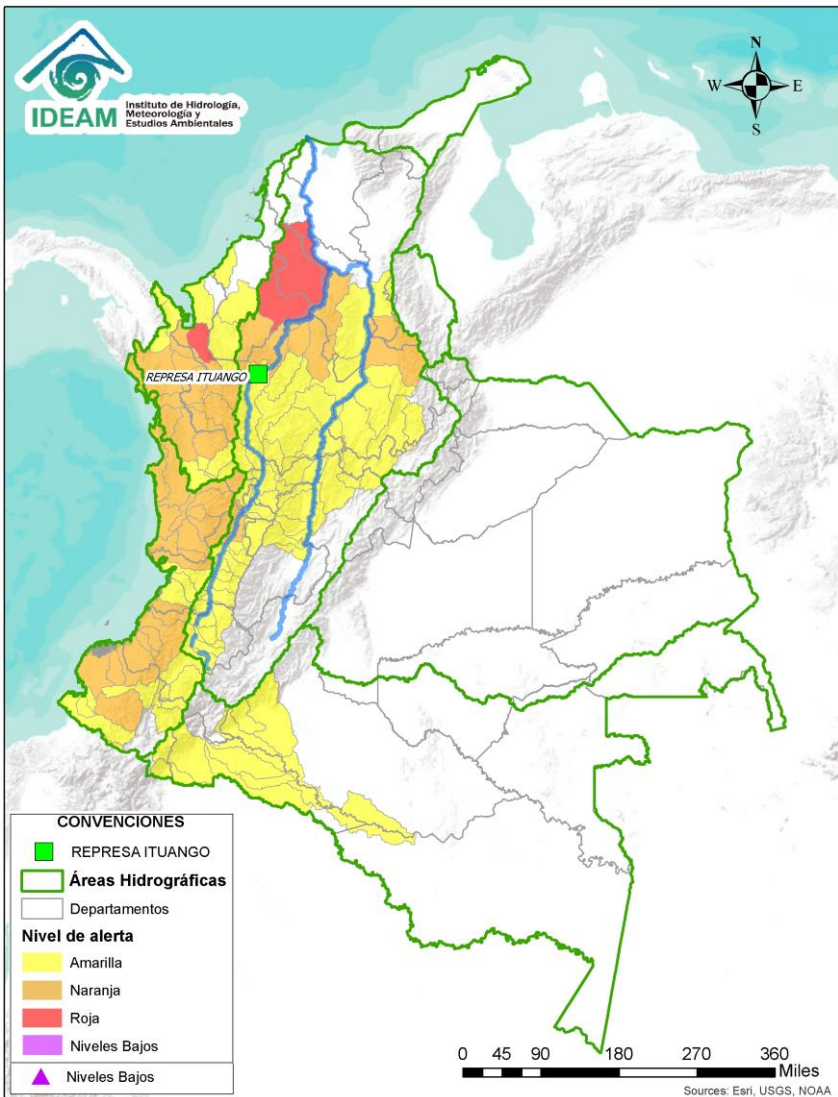 IDEAM
Instituto de Hidrología,
Meteorología y
Estudios Ambientales
N
W
E
S
REPRESA ITUANGO
CONVENCIONES
REPRESA ITUANGO
Áreas Hidrográficas
Departamentos
Nivel de alerta
Amarilla
Naranja
Roja
Niveles Bajos
Niveles Bajos
0 45 90 180 270 360
Miles
Sources: Esri, USGS, NOAA